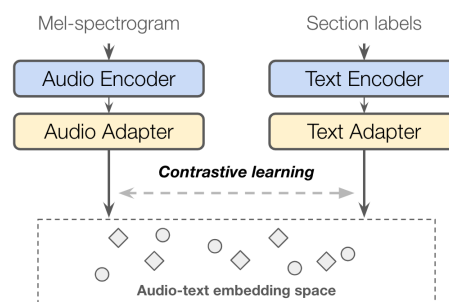 Mel-spectrogram Section labels
Audio Encoder Text Encoder
Audio Adapter Text Adapter
Contrastive learning
Audio-text embedding space